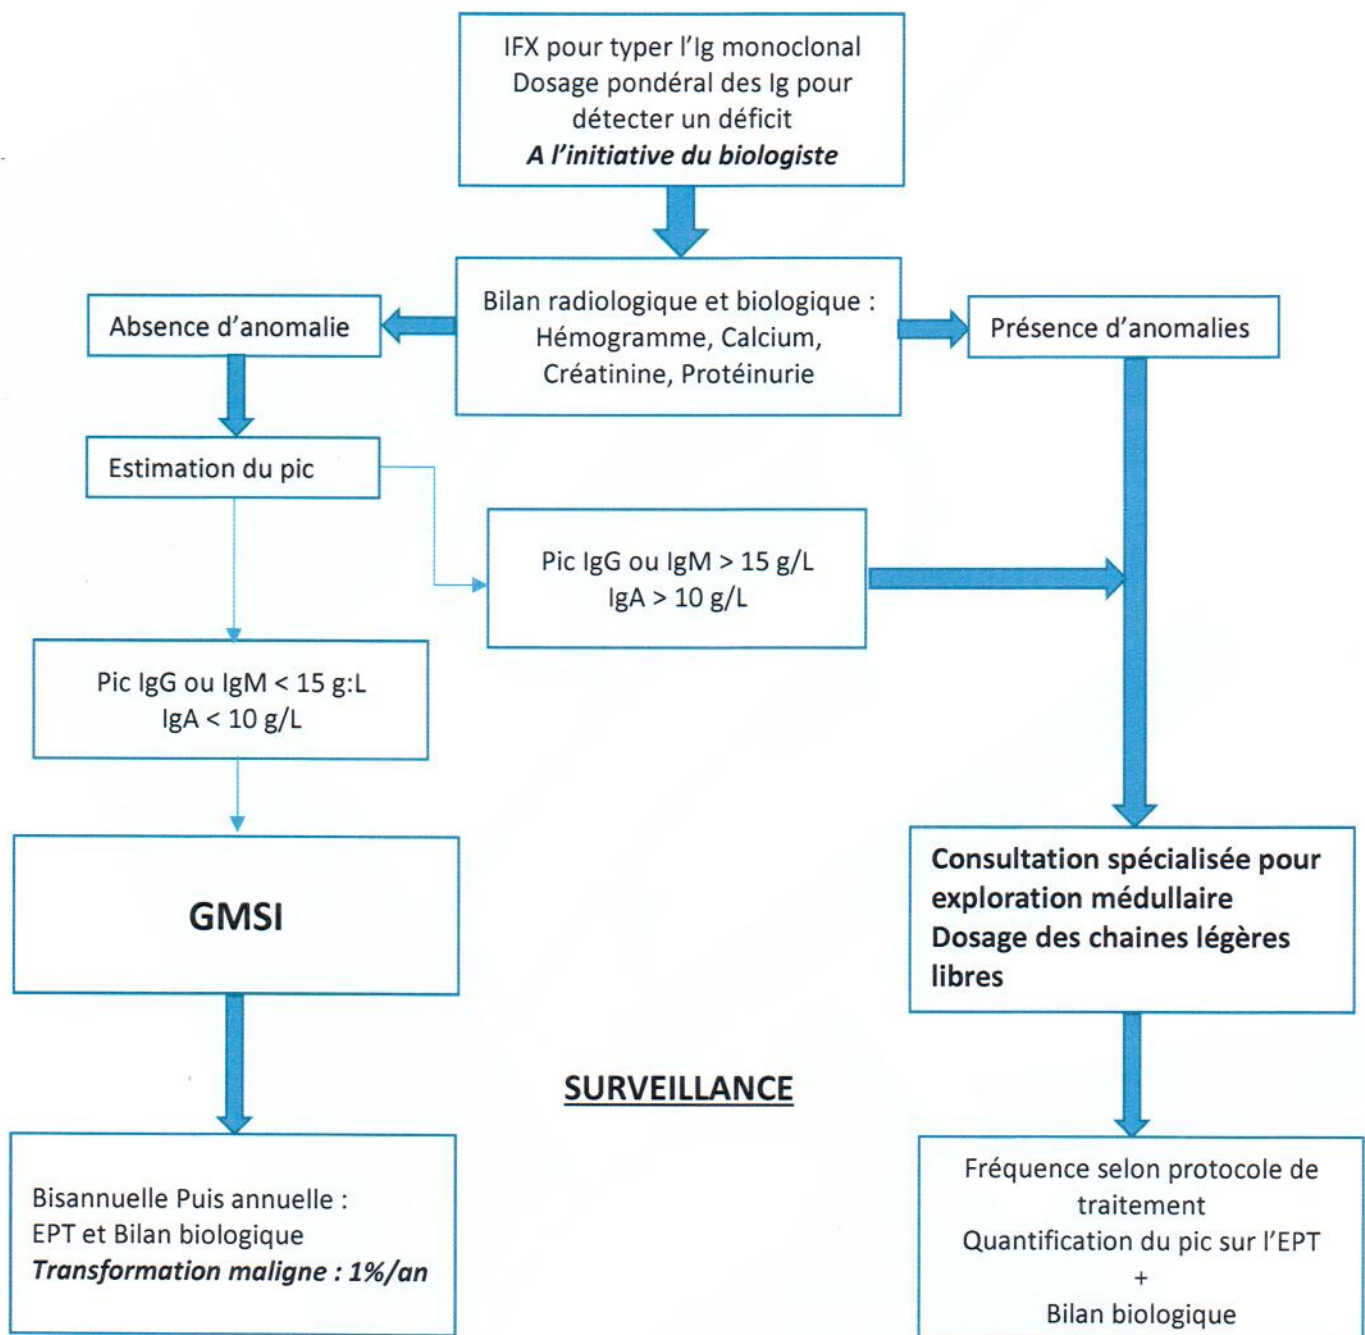 IFX pour typer l'Ig monoclonal
Dosage pondéral des Ig pour
détecter un déficit
A l'initiative du biologiste
Absence d'anomalie
Bilan radiologique et biologique :
Hémogramme, Calcium,
Créatinine, Protéinurie
Présence d'anomalies
Estimation du pic
Pic IgG ou IgM > 15 g/L
IgA > 10 g/L
Pic IgG ou IgM < 15 g:L
IgA < 10 g/L
GMSI
Consultation spécialisée pour
exploration médullaire
Dosage des chaines légères
libres
SURVEILLANCE
Bisannuelle Puis annuelle :
EPT et Bilan biologique
Transformation maligne : 1%/an
Fréquence selon protocole de
traitement
Quantification du pic sur l'EPT
+
Bilan biologique